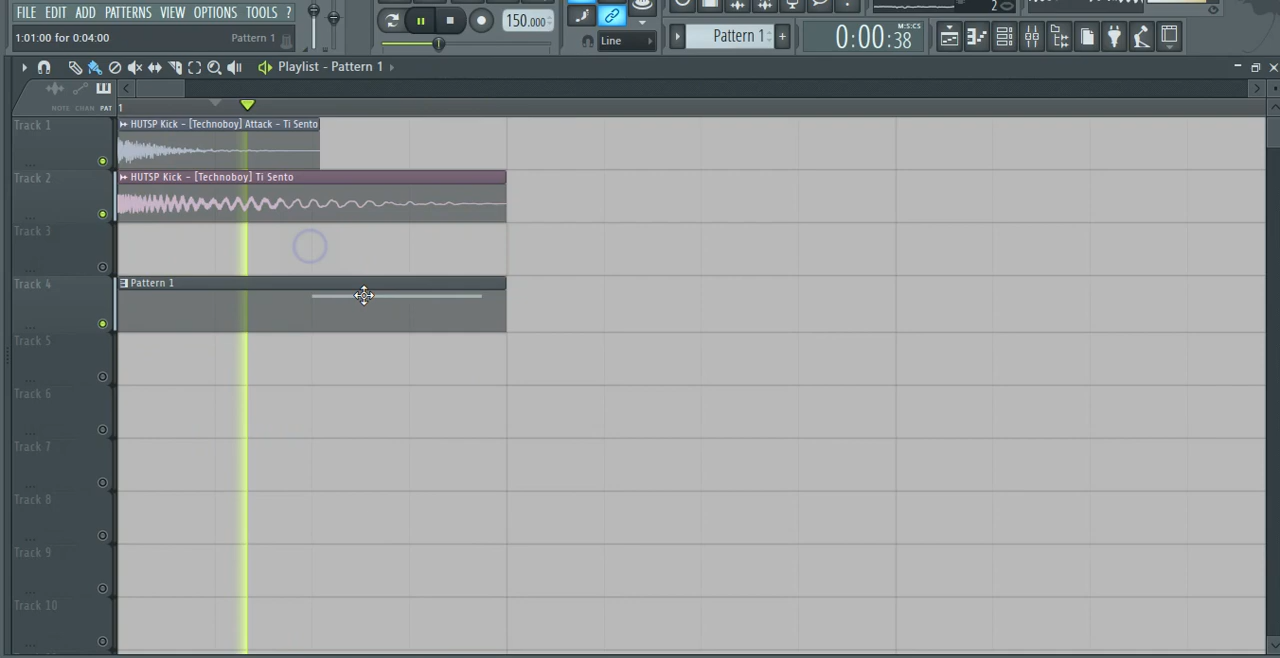 FILE EDIT ADD PATTERNS VIEW OPTIONS TOOLS ?
1:01:00 for 0:04:00 Pattern 1
150.000
Line
Pattern 1
+
M:S:CS
0:00:38
2
Playlist - Pattern 1
NOTE CHAN PAT
1
Track 1
HUTSP Kick - [Technoboy] Attack - Ti Sento
Track 2
HUTSP Kick - [Technoboy] Ti Sento
Track 3
Track 4
Pattern 1
Track 5
Track 6
Track 7
Track 8
Track 9
Track 10